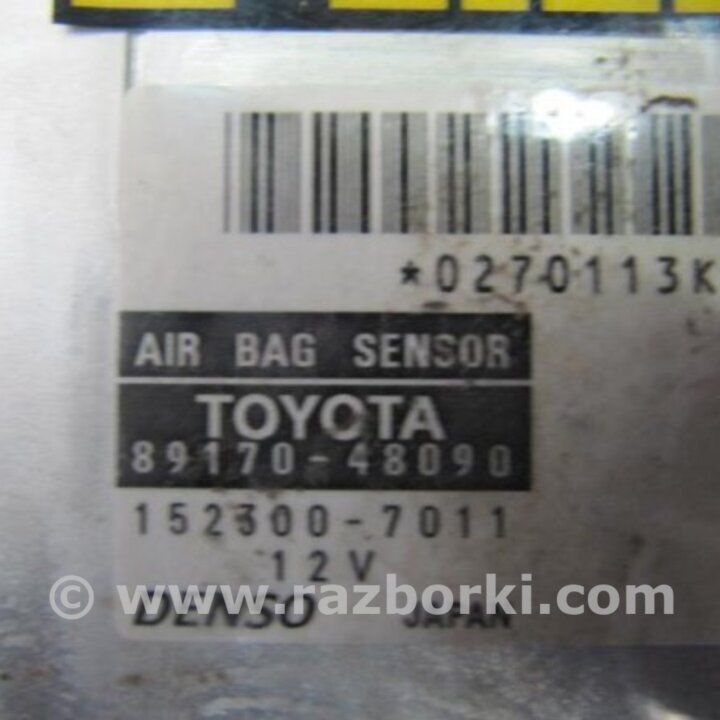 *0270113K
AIR BAG SENSOR
TOYOTA
89170-48090
152300-7011
12V
© www.razborki.com
DENSO JAPAN